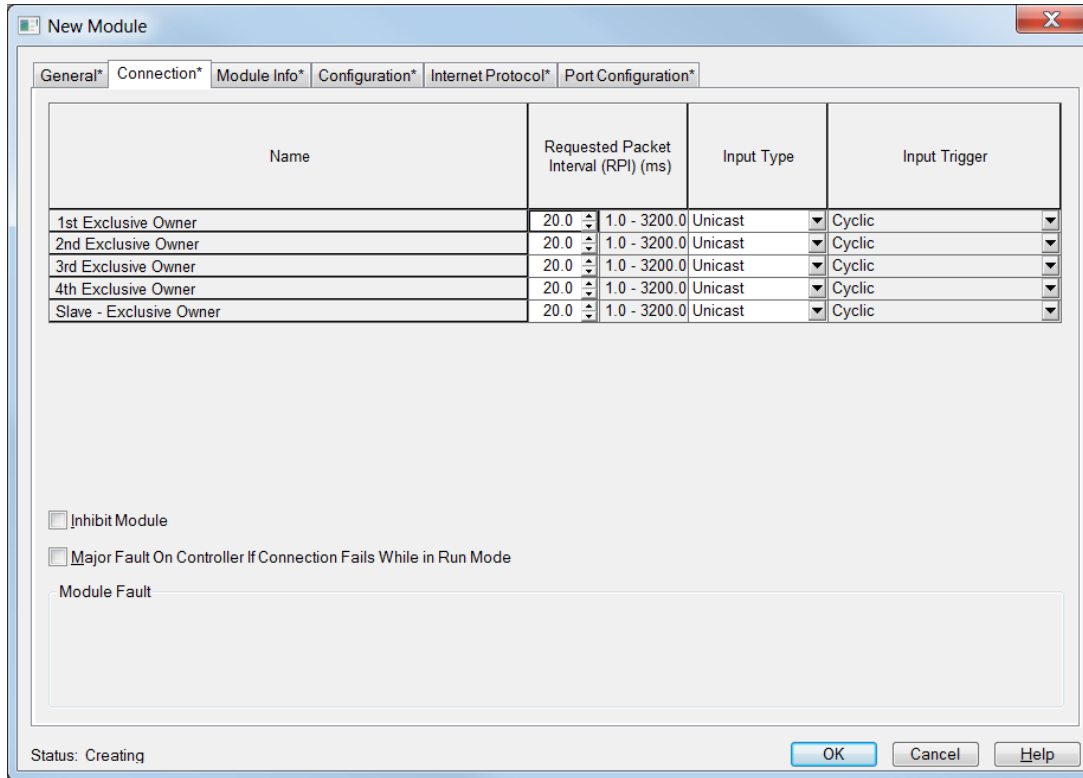 New Module
General* Connection* Module Info* Configuration* Internet Protocol* Port Configuration*
Name Requested Packet Interval (RPI) (ms) Input Type Input Trigger
1st Exclusive Owner 20.0 1.0 - 3200.0 Unicast Cyclic
2nd Exclusive Owner 20.0 1.0 - 3200.0 Unicast Cyclic
3rd Exclusive Owner 20.0 1.0 - 3200.0 Unicast Cyclic
4th Exclusive Owner 20.0 1.0 - 3200.0 Unicast Cyclic
Slave - Exclusive Owner 20.0 1.0 - 3200.0 Unicast Cyclic
Inhibit Module
Major Fault On Controller If Connection Fails While in Run Mode
Module Fault
Status: Creating OK Cancel Help